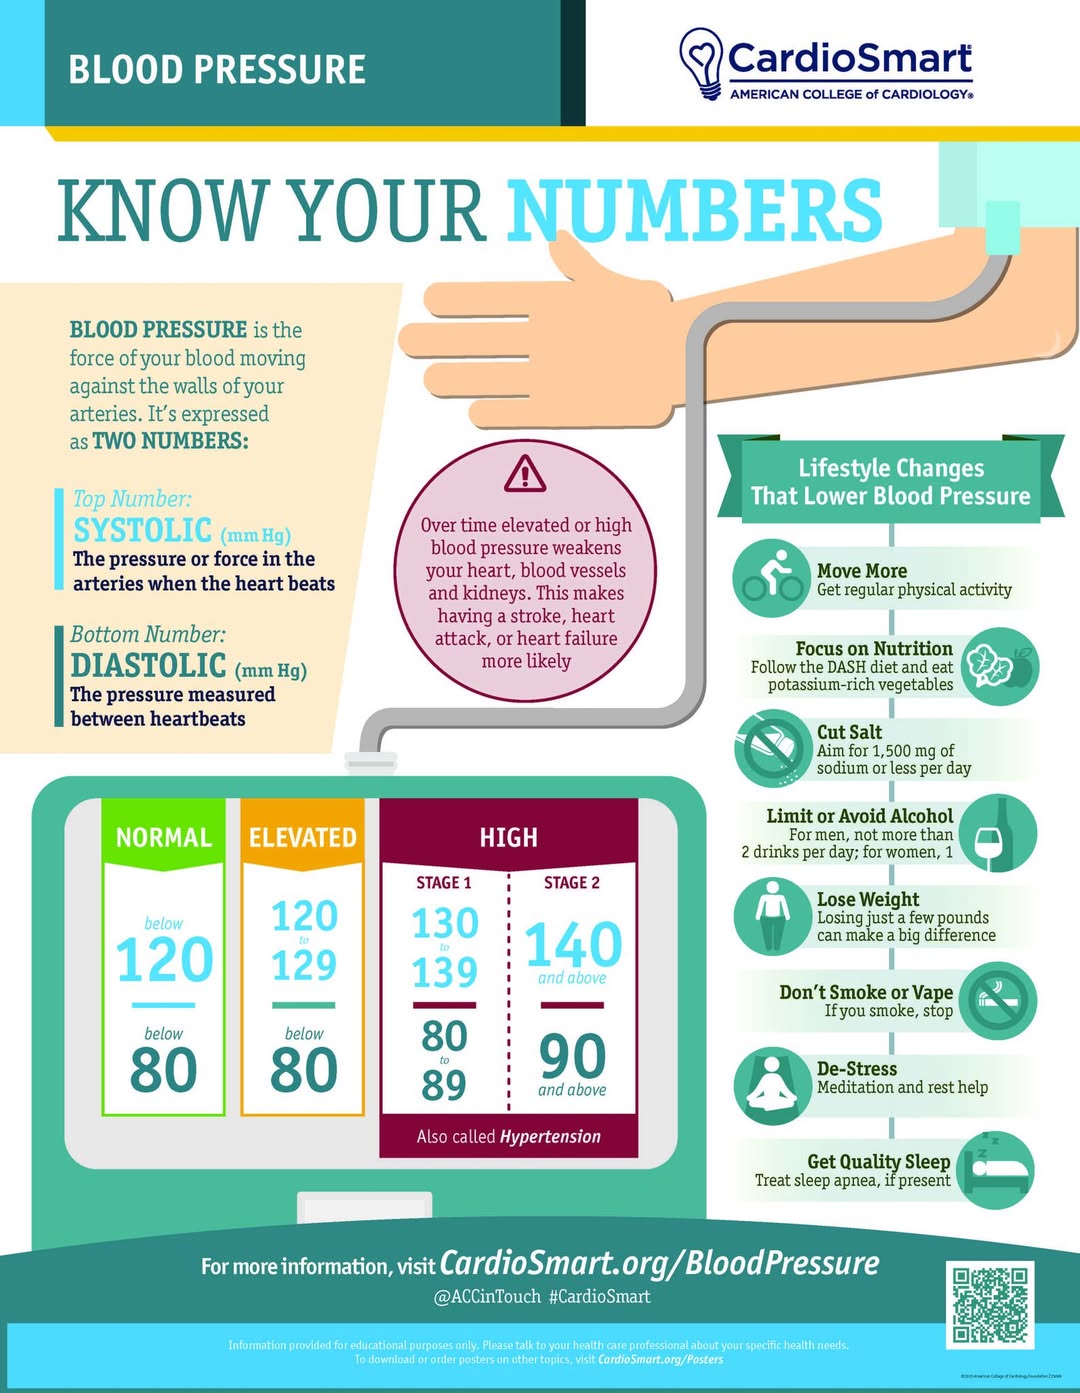 BLOOD PRESSURE
CardioSmart
AMERICAN COLLEGE of CARDIOLOGY®
KNOW YOUR NUMBERS
BLOOD PRESSURE is the
force of your blood moving
against the walls of your
arteries. It's expressed
as TWO NUMBERS:
Top Number:
SYSTOLIC (mm Hg)
The pressure or force in the
arteries when the heart beats
Bottom Number:
DIASTOLIC (mm Hg)
The pressure measured
between heartbeats
Over time elevated or high
blood pressure weakens
your heart, blood vessels
and kidneys. This makes
having a stroke, heart
attack, or heart failure
more likely
NORMAL
below
120
below
80
ELEVATED
120
to
129
below
80
HIGH
STAGE 1
130
to
139
80
to
89
STAGE 2
140
and above
90
and above
Also called Hypertension
Lifestyle Changes
That Lower Blood Pressure
Move More
Get regular physical activity
Focus on Nutrition
Follow the DASH diet and eat
potassium-rich vegetables
Cut Salt
Aim for 1,500 mg of
sodium or less per day
Limit or Avoid Alcohol
For men, not more than
2 drinks per day; for women, 1
Lose Weight
Losing just a few pounds
can make a big difference
Don't Smoke or Vape
If you smoke, stop
De-Stress
Meditation and rest help
z z z
Get Quality Sleep
Treat sleep apnea, if present
For more information, visit CardioSmart.org/BloodPressure
@ACCinTouch #CardioSmart
Information provided for educational purposes only. Please talk to your health care professional about your specific health needs.
To download or order posters on other topics, visit CardioSmart.org/Posters
American College of Cardiology Foundation